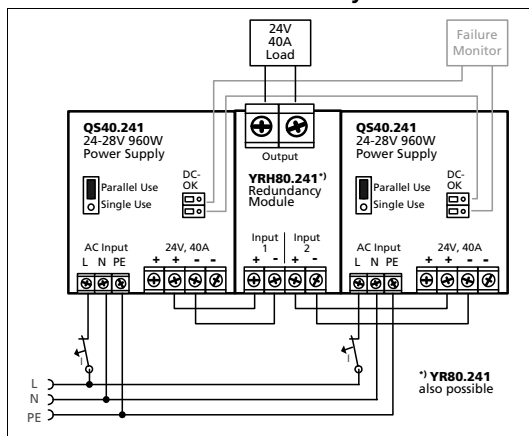 24V
40A
Load
Failure
Monitor
QS40.241
24-28V 960W
Power Supply
Parallel Use
Single Use
DC-
OK
AC Input
L N PE
24V, 40A
+ + - -
Output
YRH80.241*)
Redundancy
Module
Input
1
Input
2
+ - + -
QS40.241
24-28V 960W
Power Supply
Parallel Use
Single Use
DC-
OK
AC Input
L N PE
24V, 40A
+ + - -
I
I
L
N
PE
*) YR80.241
also possible